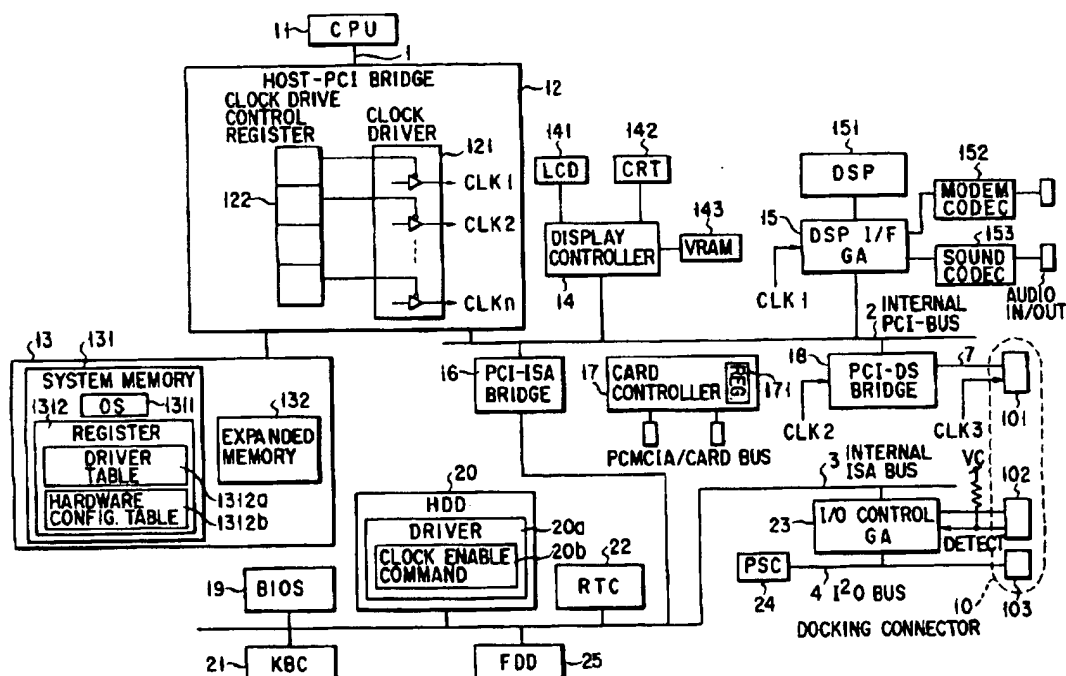 11
CPU
1
HOST-PCI BRIDGE
12
CLOCK DRIVE
CONTROL
REGISTER
CLOCK
DRIVER
121
122
CLK1
CLK2
CLKn
141
LCD
142
CRT
143
VRAM
DISPLAY
CONTROLLER
14
151
DSP
15
DSP I/F
GA
152
MODEM
CODEC
153
SOUND
CODEC
CLK1
AUDIO
IN/OUT
2
INTERNAL
PCI-BUS
13
131
SYSTEM MEMORY
1312
OS
1311
REGISTER
DRIVER
TABLE
1312a
HARDWARE
CONFIG. TABLE
1312b
132
EXPANDED
MEMORY
16
PCI-ISA
BRIDGE
17
CARD
CONTROLLER
REG
171
PCMCIA/CARD BUS
18
PCI-DS
BRIDGE
7
CLK2
CLK3
101
3
INTERNAL
ISA BUS
VC
102
23
I/O CONTROL
GA
DETECT
PSC
24
4 I²O BUS
10
103
DOCKING CONNECTOR
20
HDD
DRIVER
20a
CLOCK ENABLE
COMMAND
20b
22
RTC
19
BIOS
21
KBC
FDD
25